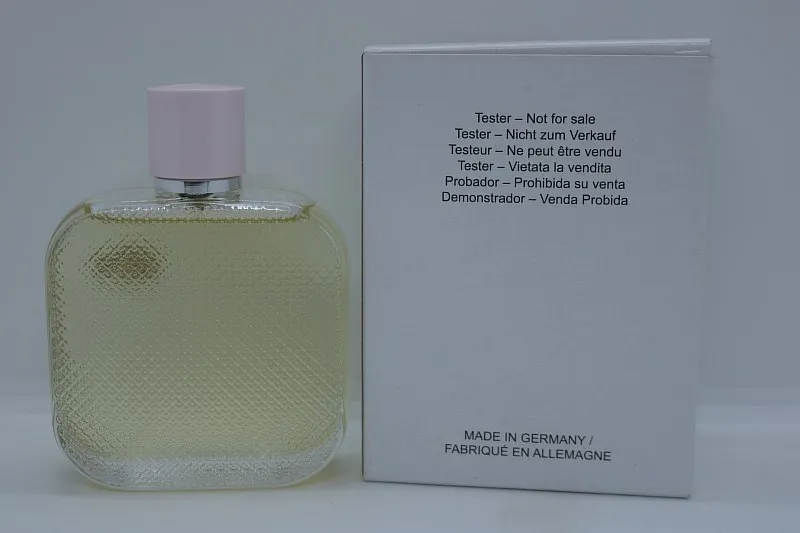 Tester – Not for sale
Tester – Nicht zum Verkauf
Testeur – Ne peut être vendu
Tester – Vietata la vendita
Probador – Prohibida su venta
Demonstrador – Venda Probida
MADE IN GERMANY /
FABRIQUÉ EN ALLEMAGNE